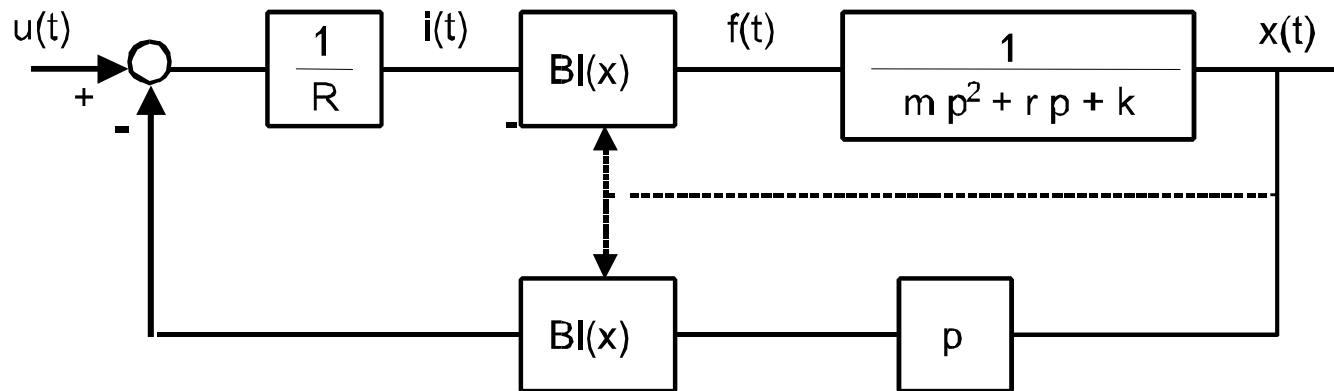 u(t)
+
-
1
R
i(t)
-
Bl(x)
f(t)
1
m p² + r p + k
x(t)
Bl(x)
p